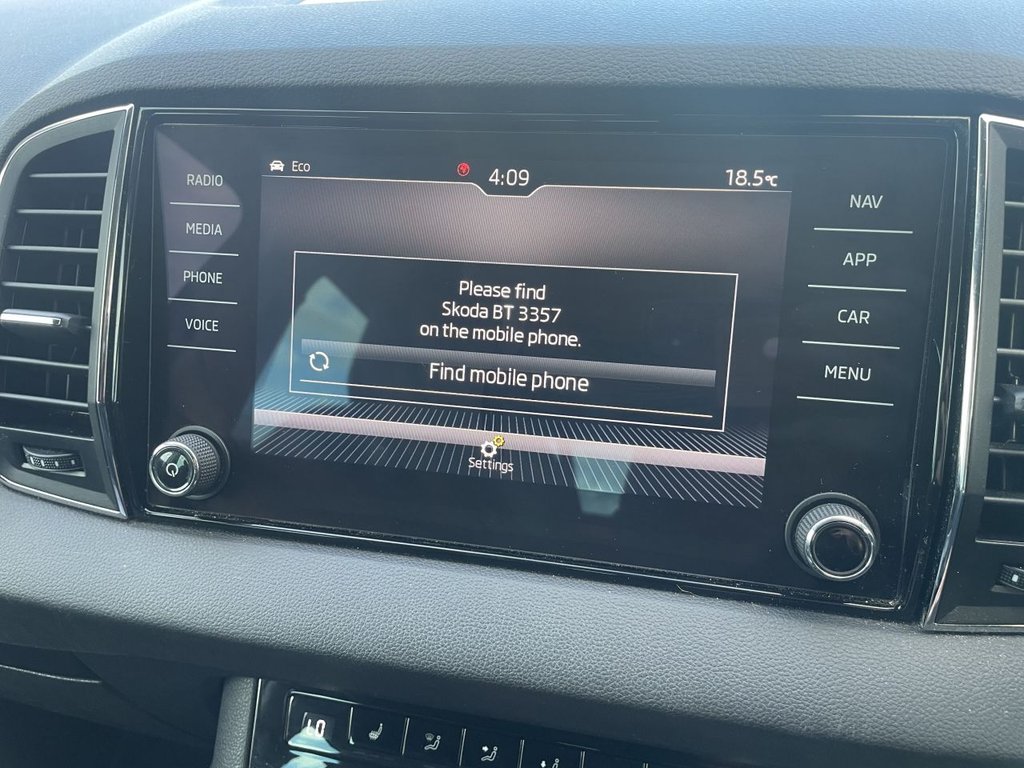 Eco
4:09
18.5°C
RADIO
MEDIA
PHONE
VOICE
NAV
APP
CAR
MENU
Please find
Skoda BT 3357
on the mobile phone.
Find mobile phone
Settings
LO